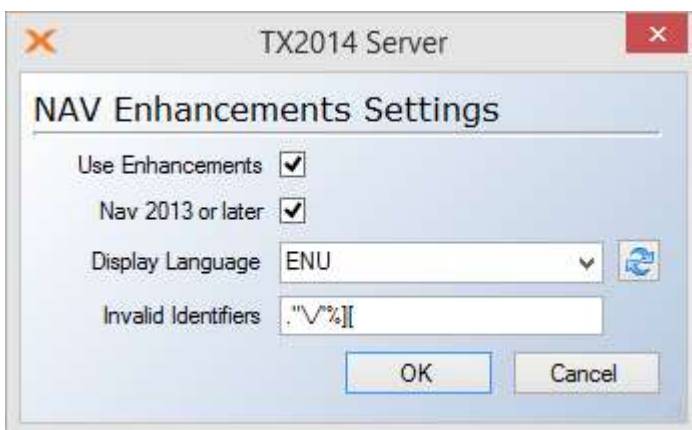 TX2014 Server
NAV Enhancements Settings
Use Enhancements
Nav 2013 or later
Display Language ENU
Invalid Identifiers ."\/'%][
OK Cancel